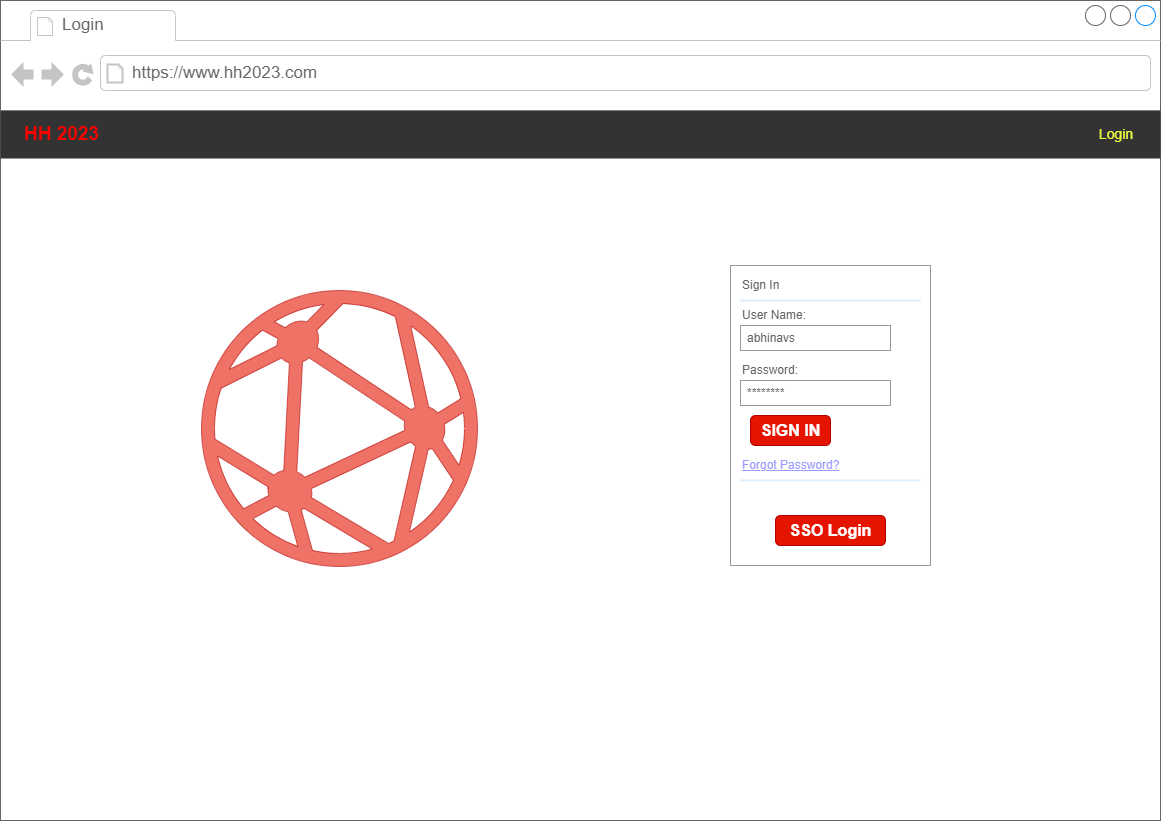 Login
https://www.hh2023.com
HH 2023
Login
Sign In
User Name:
abhinavs
Password:
********
SIGN IN
Forgot Password?
SSO Login